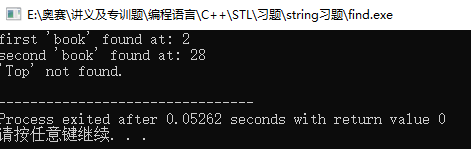 E:\奥赛\讲义及专训题\编程语言\C++\STL\习题\string习题\find.exe
first 'book' found at: 2
second 'book' found at: 28
'Top' not found.
--------------------------------
Process exited after 0.05262 seconds with return value 0
请按任意键继续. . .